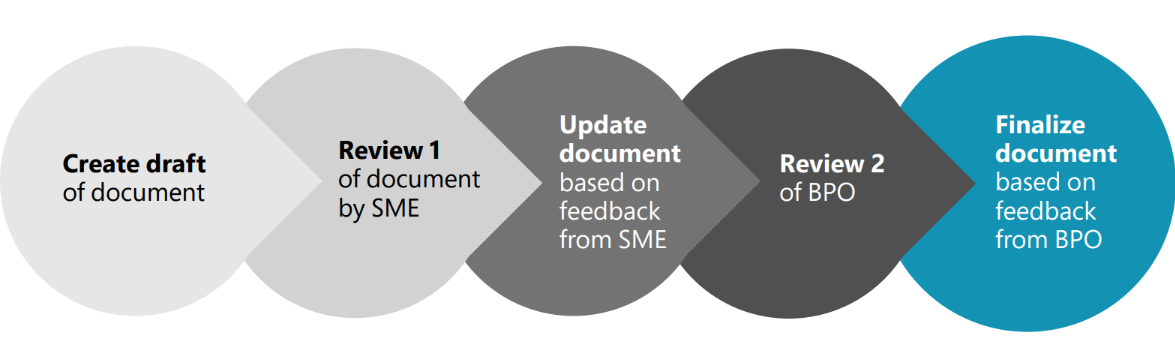 Create draft
of document
Review 1
of document
by SME
Update
document
based on
feedback
from SME
Review 2
of BPO
Finalize
document
based on
feedback
from BPO